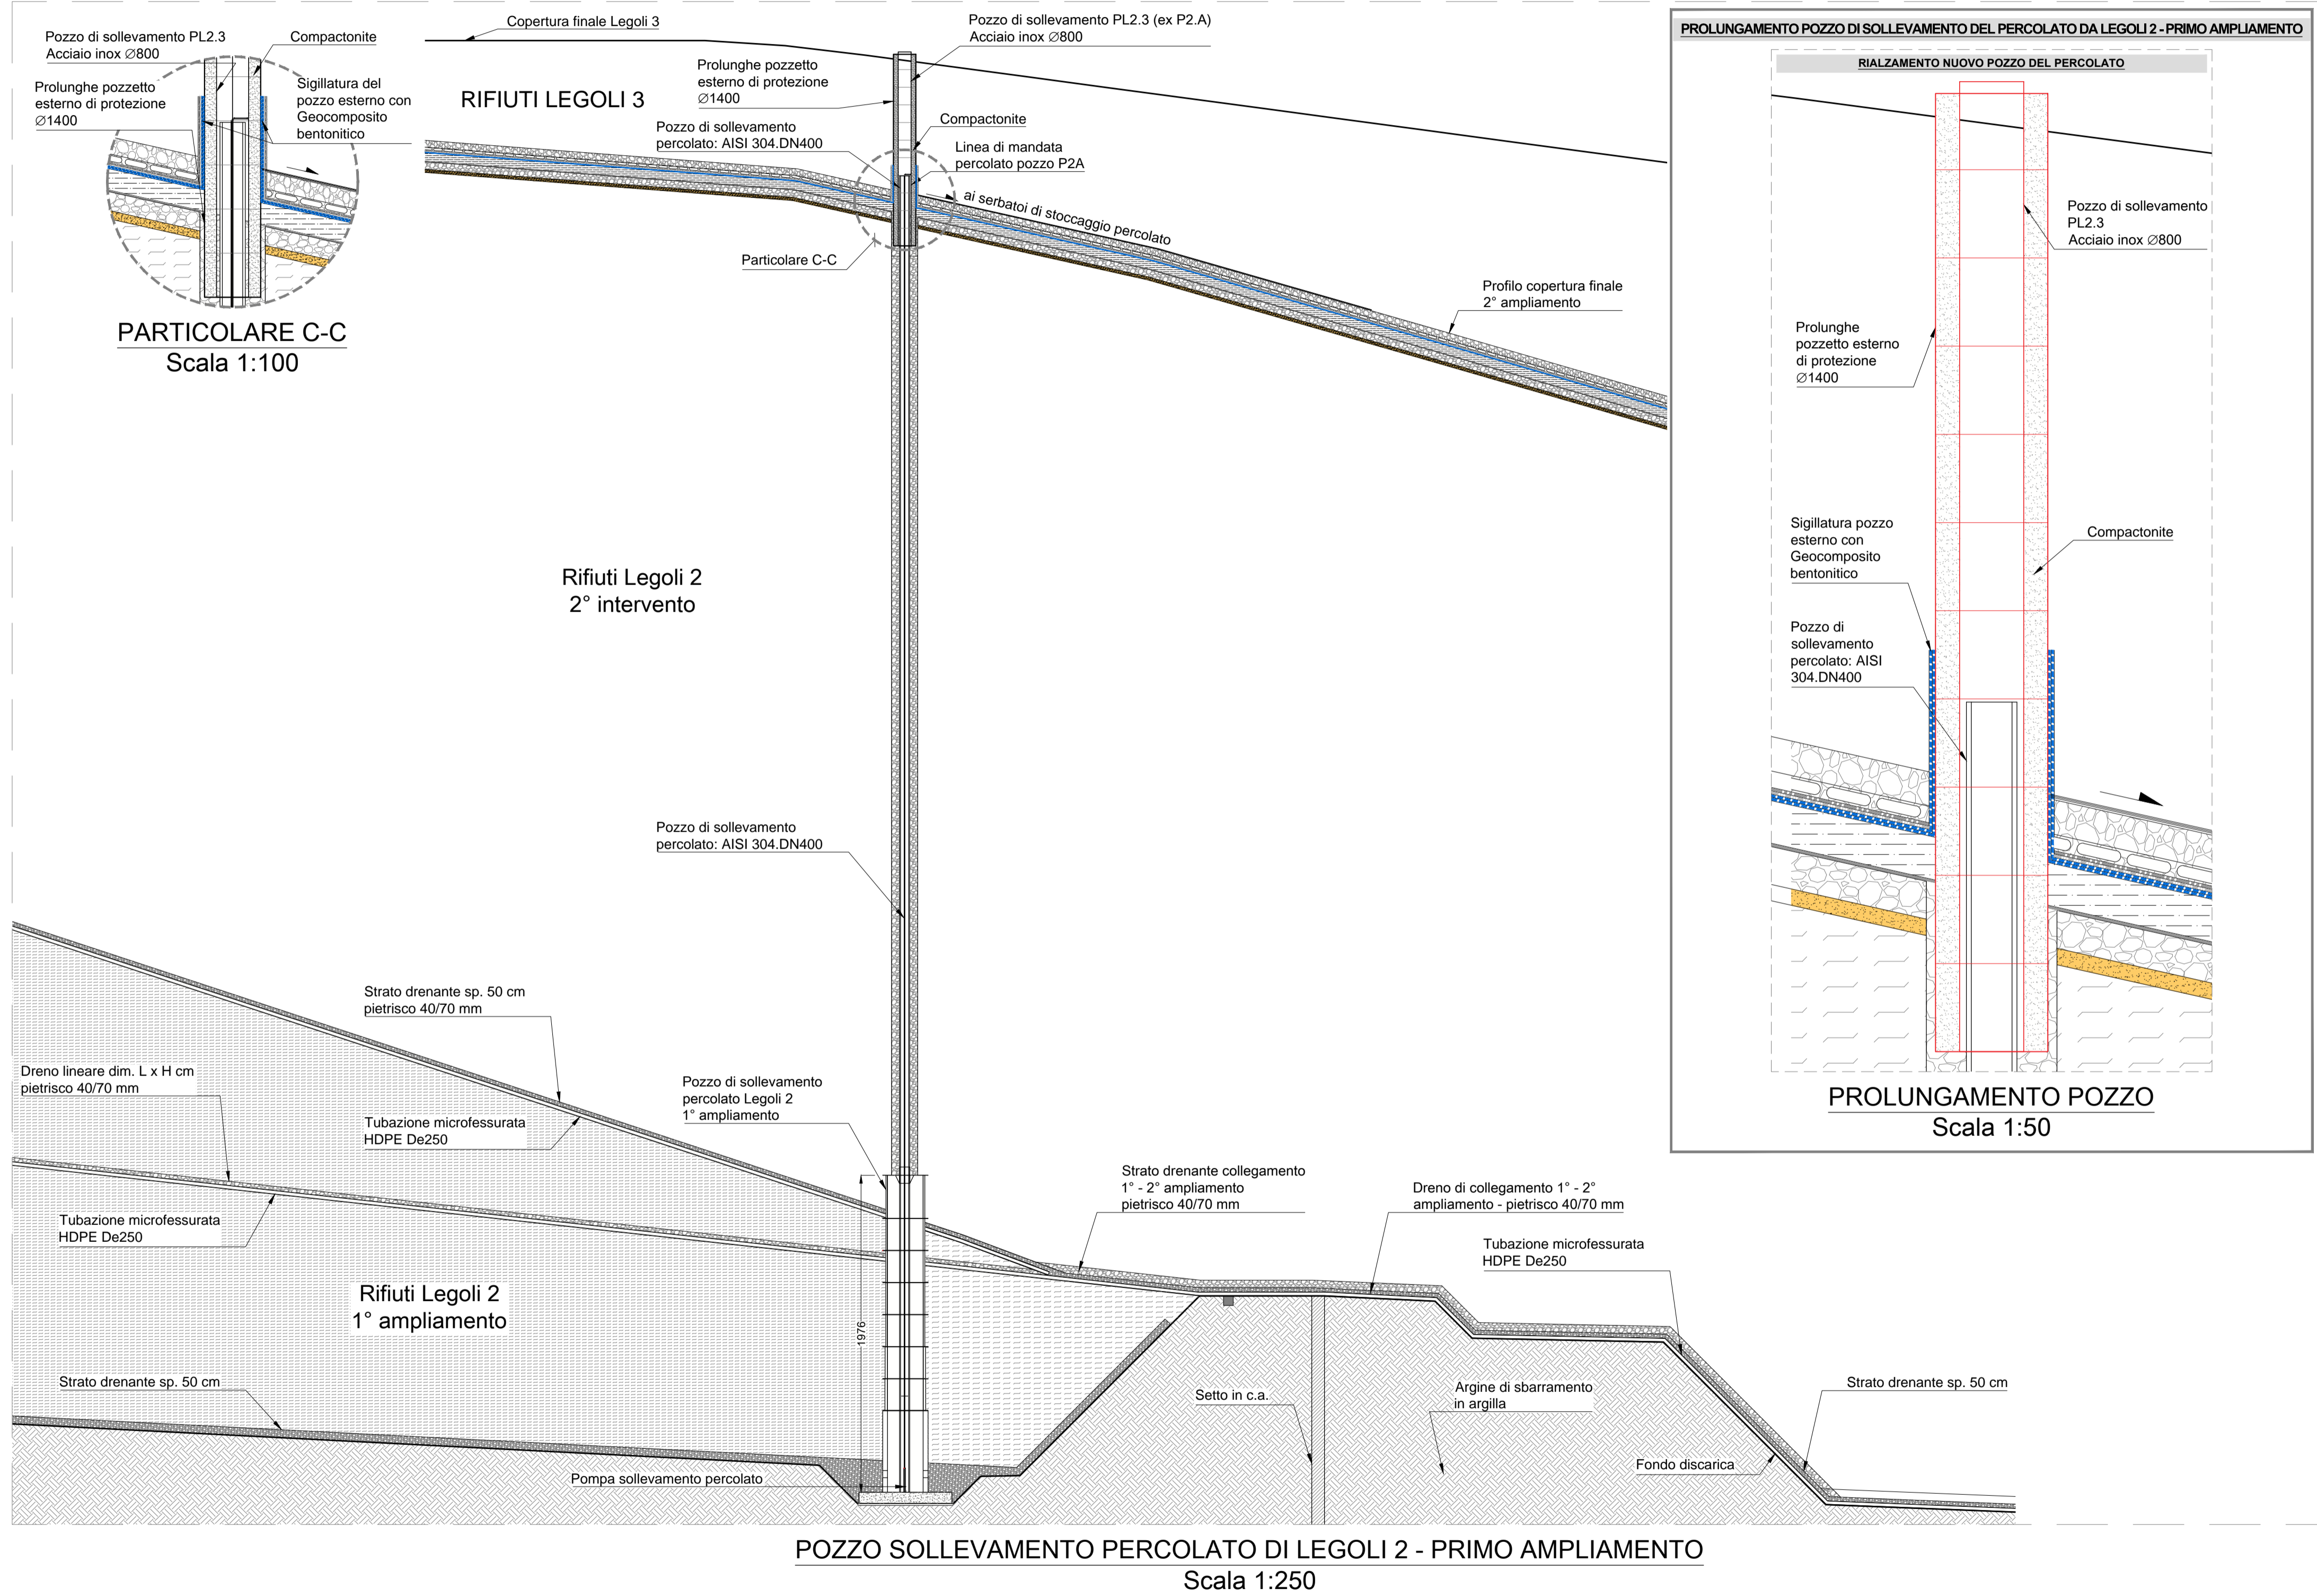 Pozzo di sollevamento PL2.3
Acciaio inox Ø800
Compactonite
Prolunghe pozzetto
esterno di protezione
Ø1400
Sigillatura del
pozzo esterno con
Geocomposito
bentonitico
PARTICOLARE C-C
Scala 1:100
Copertura finale Legoli 3
Pozzo di sollevamento PL2.3 (ex P2.A)
Acciaio inox Ø800
RIFIUTI LEGOLI 3
Prolunghe pozzetto
esterno di protezione
Ø1400
Pozzo di sollevamento
percolato: AISI 304.DN400
Compactonite
Linea di mandata
percolato pozzo P2A
ai serbatoi di stoccaggio percolato
Particolare C-C
Profilo copertura finale
2° ampliamento
Rifiuti Legoli 2
2° intervento
Pozzo di sollevamento
percolato: AISI 304.DN400
Strato drenante sp. 50 cm
pietrisco 40/70 mm
Dreno lineare dim. L x H cm
pietrisco 40/70 mm
Tubazione microfessurata
HDPE De250
Pozzo di sollevamento
percolato Legoli 2
1° ampliamento
Tubazione microfessurata
HDPE De250
Strato drenante collegamento
1° - 2° ampliamento
pietrisco 40/70 mm
Dreno di collegamento 1° - 2°
ampliamento - pietrisco 40/70 mm
Tubazione microfessurata
HDPE De250
Rifiuti Legoli 2
1° ampliamento
1976
Strato drenante sp. 50 cm
Setto in c.a.
Argine di sbarramento
in argilla
Strato drenante sp. 50 cm
Fondo discarica
Pompa sollevamento percolato
POZZO SOLLEVAMENTO PERCOLATO DI LEGOLI 2 - PRIMO AMPLIAMENTO
Scala 1:250
PROLUNGAMENTO POZZO DI SOLLEVAMENTO DEL PERCOLATO DA LEGOLI 2 - PRIMO AMPLIAMENTO
RIALZAMENTO NUOVO POZZO DEL PERCOLATO
Pozzo di sollevamento
PL2.3
Acciaio inox Ø800
Prolunghe
pozzetto esterno
di protezione
Ø1400
Sigillatura pozzo
esterno con
Geocomposito
bentonitico
Compactonite
Pozzo di
sollevamento
percolato: AISI
304.DN400
PROLUNGAMENTO POZZO
Scala 1:50